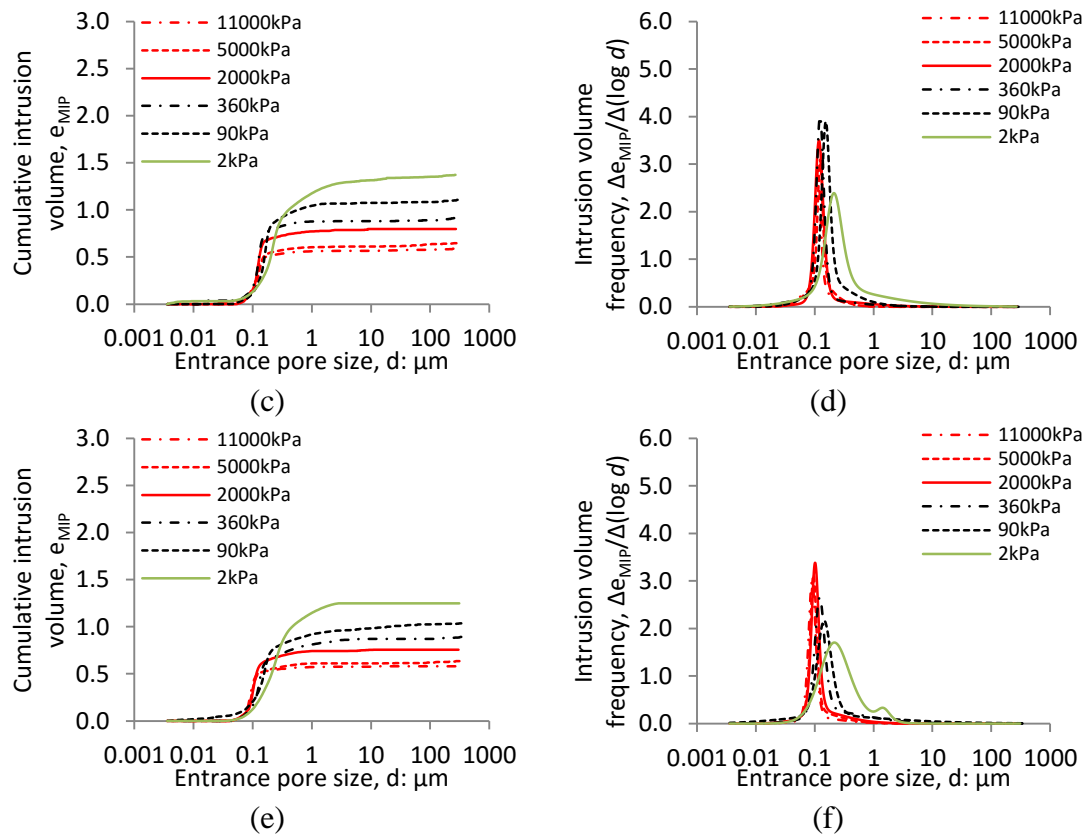 Cumulative intrusion
volume, eMIP
3.0
2.5
2.0
1.5
1.0
0.5
0.0
11000kPa
5000kPa
2000kPa
360kPa
90kPa
2kPa
0.001 0.01 0.1 1 10 100 1000
Entrance pore size, d: µm
(c)
Intrusion volume
frequency, ΔeMIP/Δ(log d)
6.0
5.0
4.0
3.0
2.0
1.0
0.0
11000kPa
5000kPa
2000kPa
360kPa
90kPa
2kPa
0.001 0.01 0.1 1 10 100 1000
Entrance pore size, d: µm
(d)
Cumulative intrusion
volume, eMIP
3.0
2.5
2.0
1.5
1.0
0.5
0.0
11000kPa
5000kPa
2000kPa
360kPa
90kPa
2kPa
0.001 0.01 0.1 1 10 100 1000
Entrance pore size, d: µm
(e)
Intrusion volume
frequency, ΔeMIP/Δ(log d)
6.0
5.0
4.0
3.0
2.0
1.0
0.0
11000kPa
5000kPa
2000kPa
360kPa
90kPa
2kPa
0.001 0.01 0.1 1 10 100 1000
Entrance pore size, d: µm
(f)